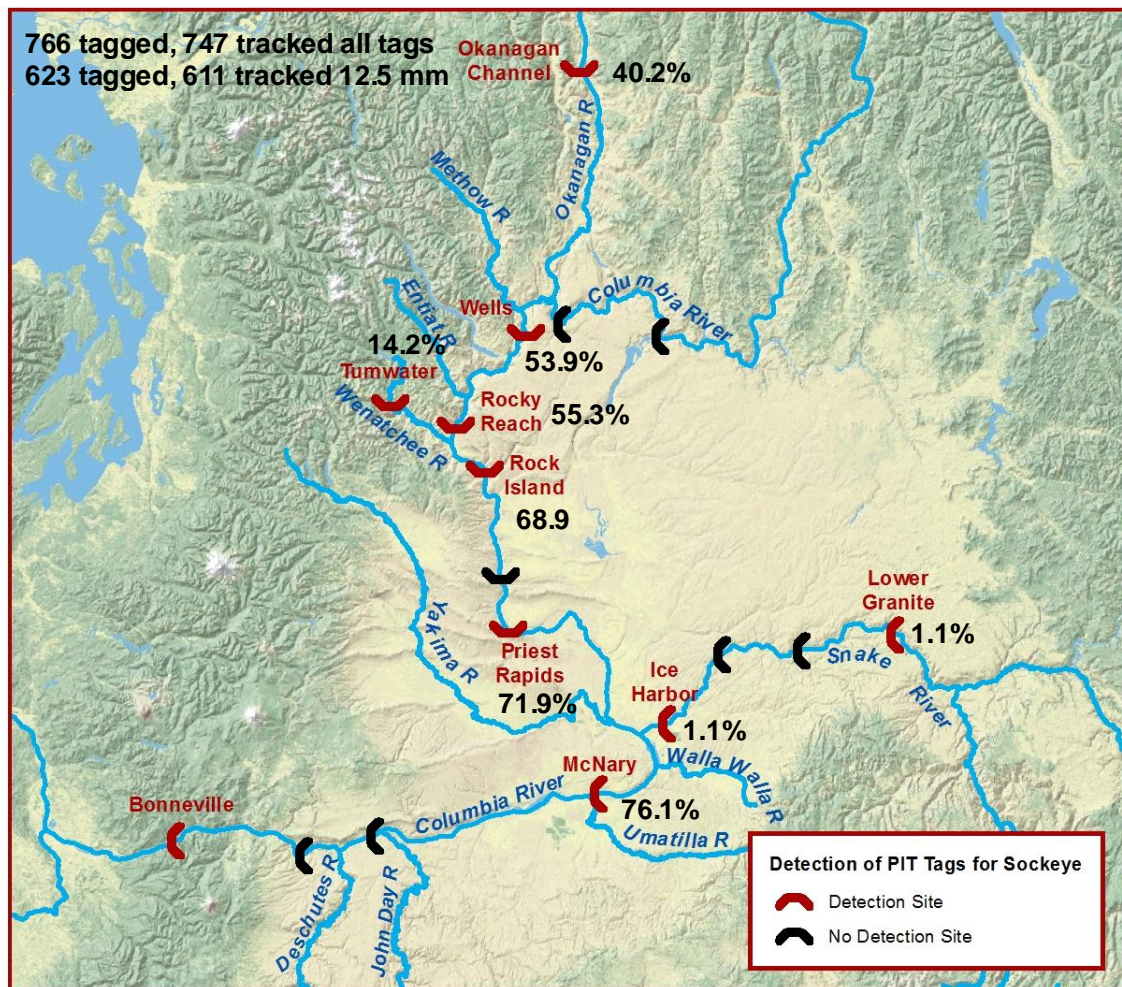 766 tagged, 747 tracked all tags
623 tagged, 611 tracked 12.5 mm
Okanagan
Channel
40.2%
Okanagan R
Methow R
Columbia River
Wells
53.9%
Entiat R
14.2%
Tumwater
Rocky
Reach
55.3%
Wenatchee R
Rock
Island
68.9
Yakima R
Priest
Rapids
71.9%
Lower
Granite
1.1%
Snake
River
Ice
Harbor
1.1%
Walla Walla R
McNary
76.1%
Umatilla R
Columbia River
Bonneville
Deschutes R
John Day R
Detection of PIT Tags for Sockeye
Detection Site
No Detection Site